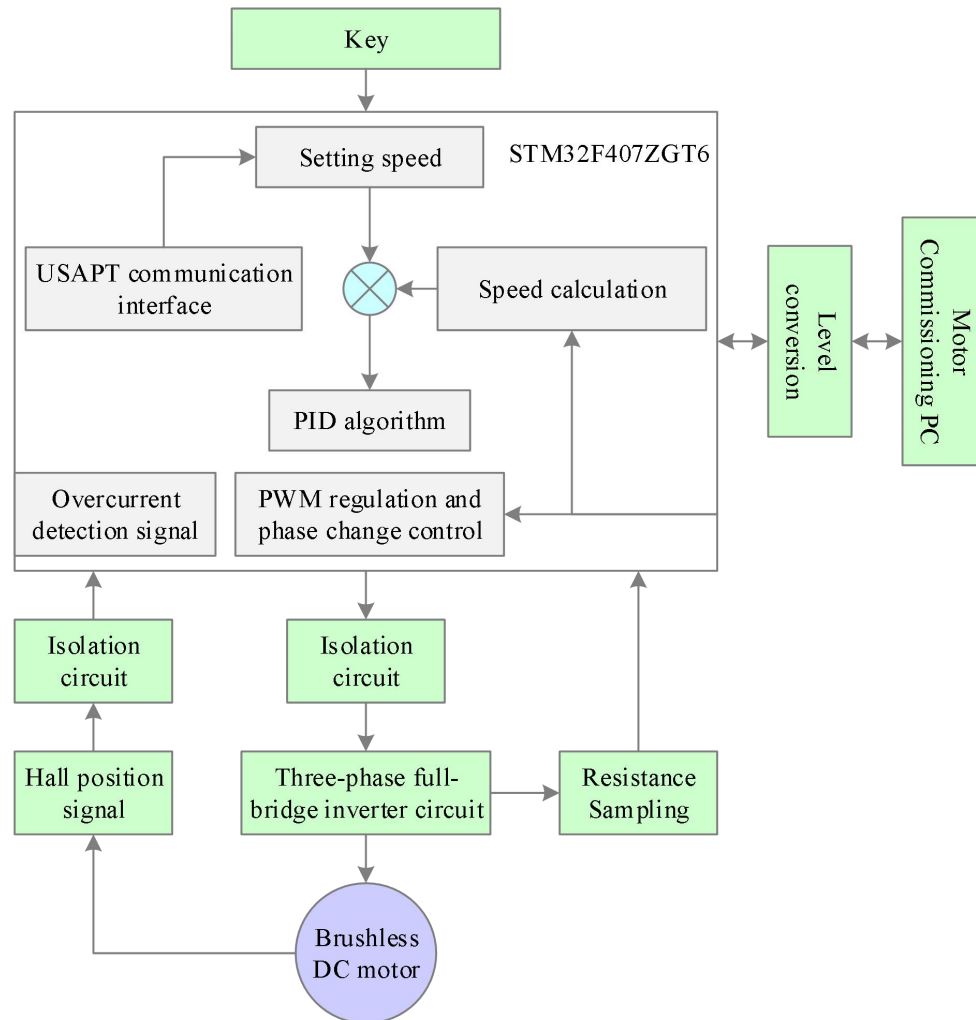 Key
STM32F407ZGT6
Setting speed
USAPT communication
interface
Speed calculation
PID algorithm
Overcurrent
detection signal
PWM regulation and
phase change control
Level
conversion
Motor
Commissioning PC
Isolation
circuit
Isolation
circuit
Hall position
signal
Three-phase full-
bridge inverter circuit
Resistance
Sampling
Brushless
DC motor